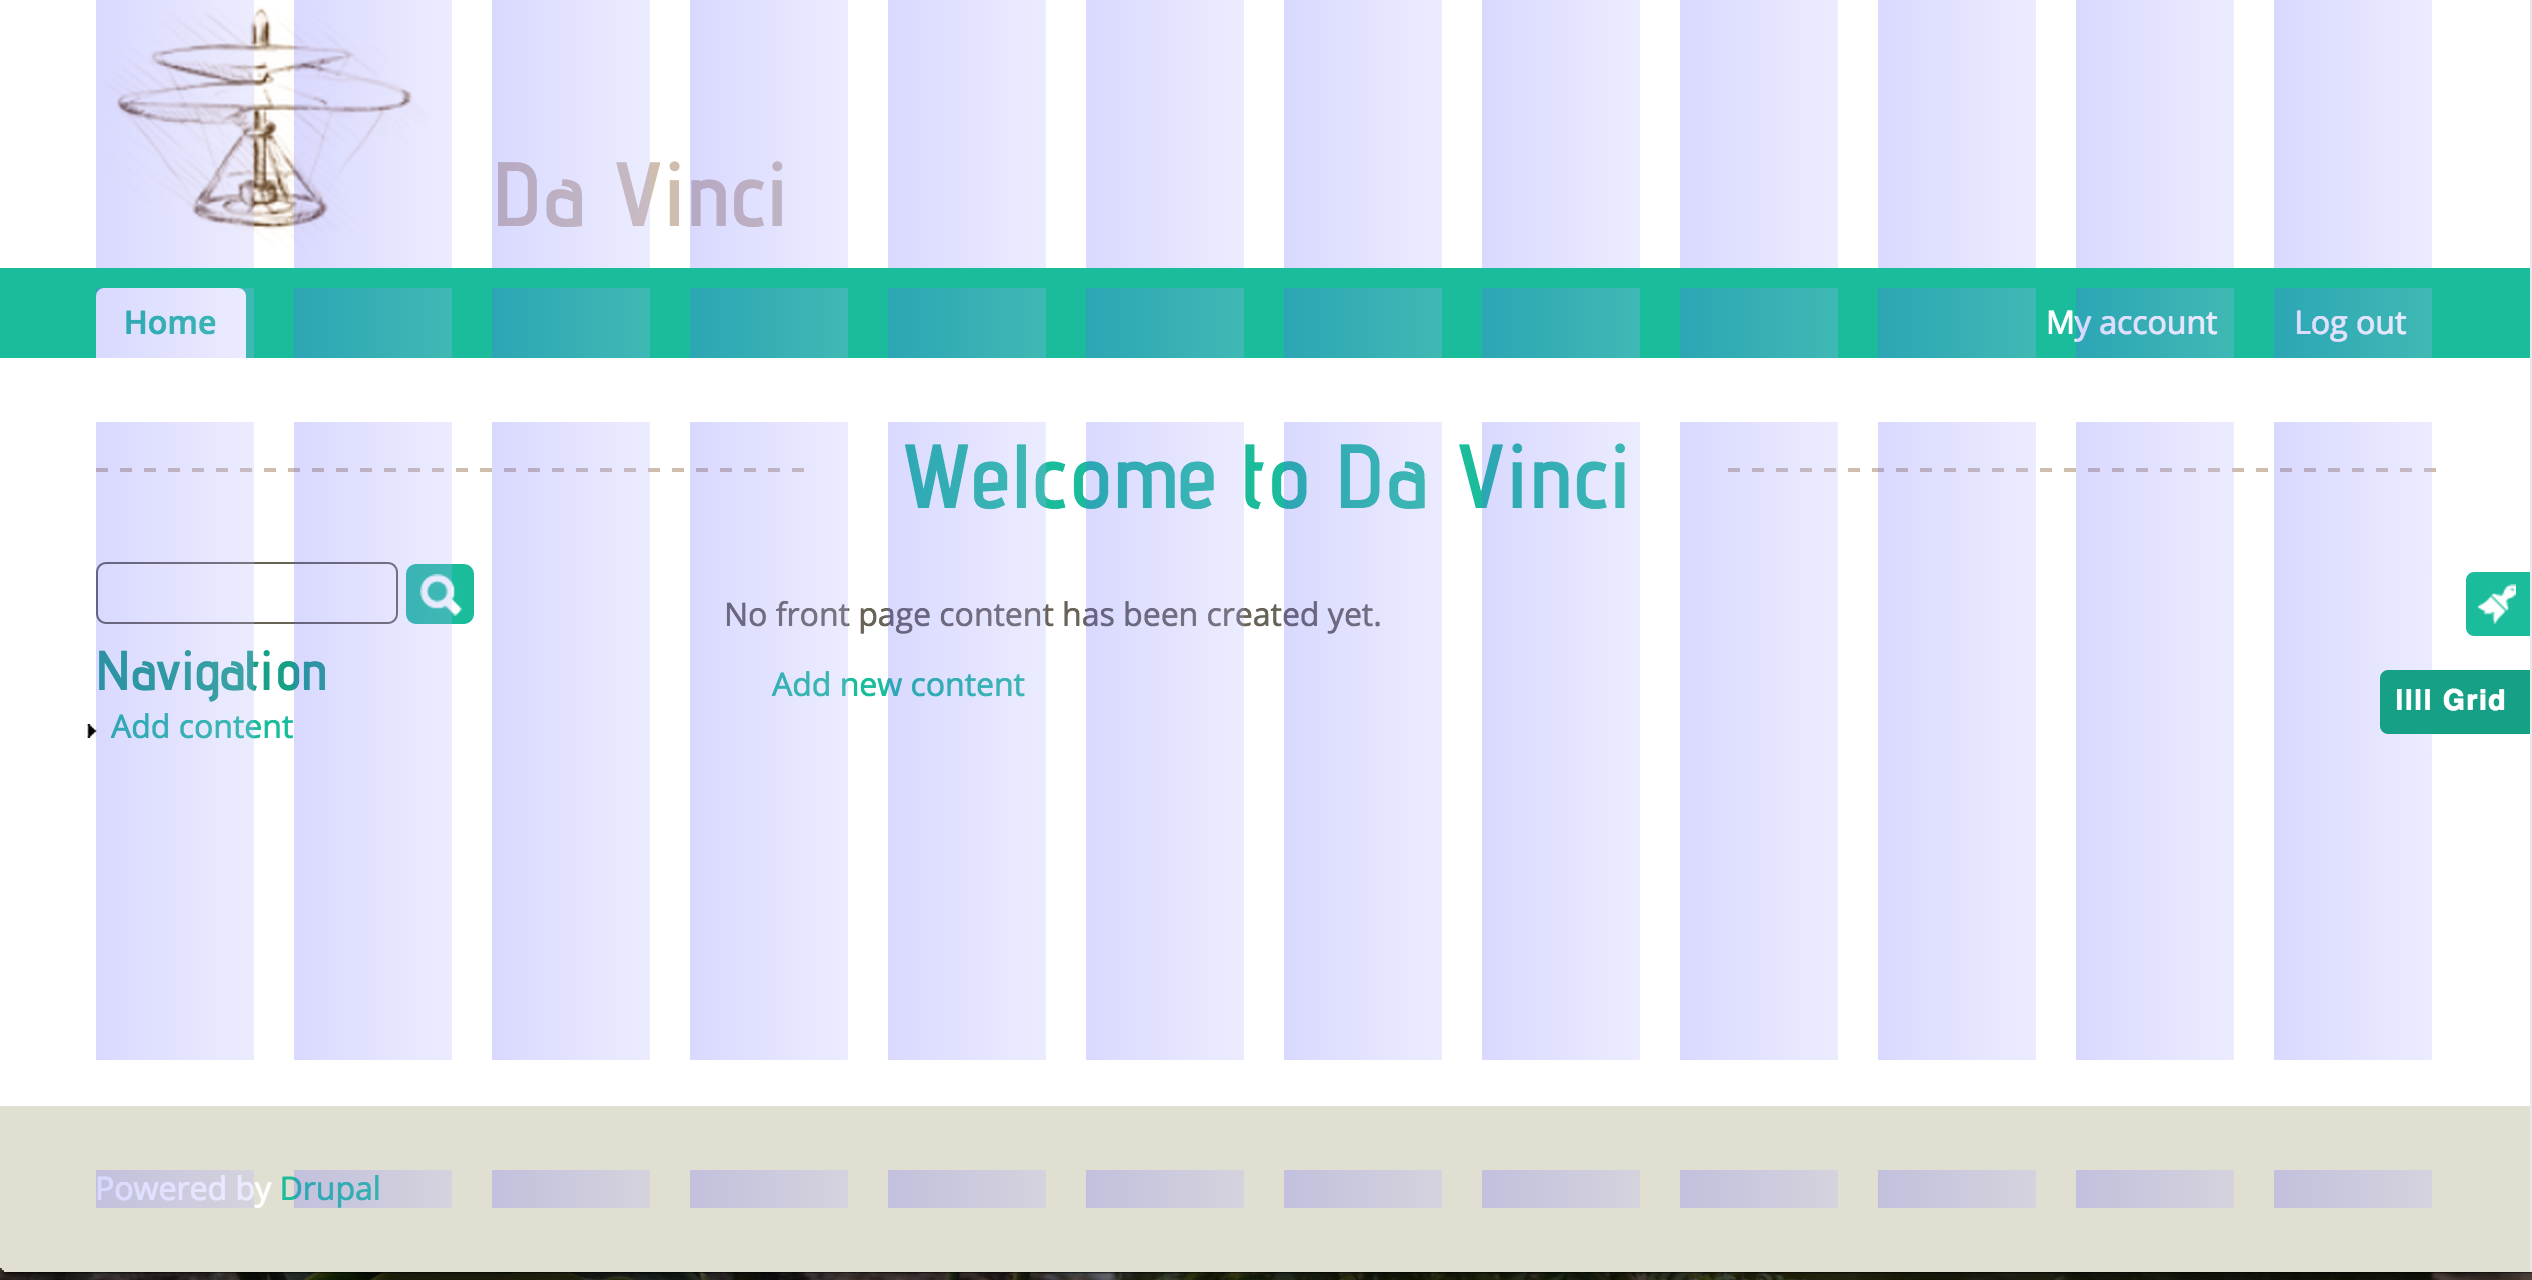 Da Vinci
Home
My account
Log out
Welcome to Da Vinci
No front page content has been created yet.
Navigation
Add new content
Add content
Grid
Powered by Drupal